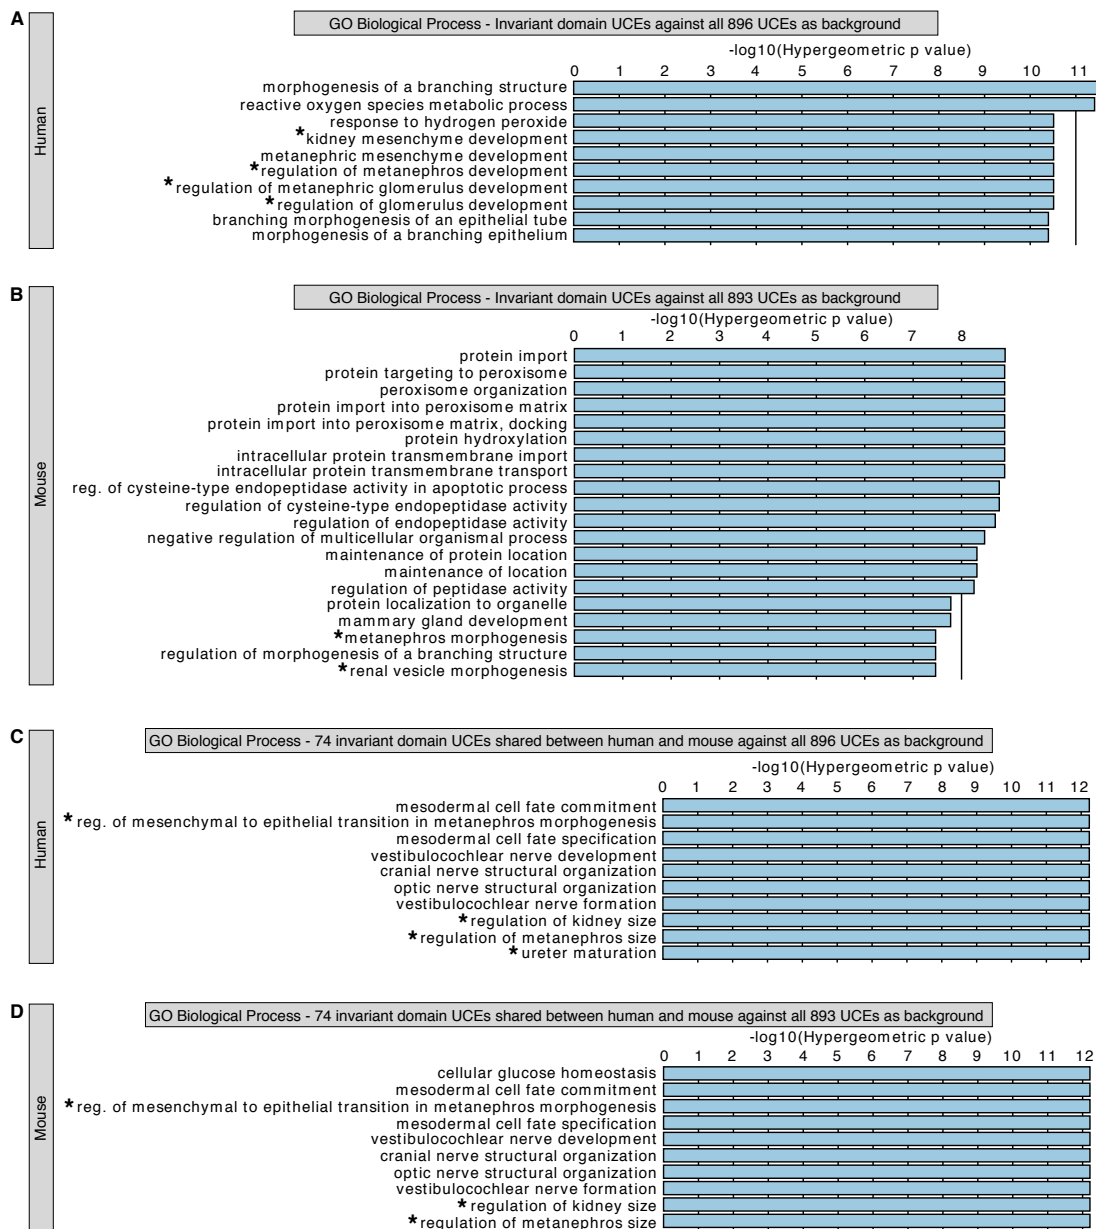 A
GO Biological Process - Invariant domain UCEs against all 896 UCEs as background
-log10(Hypergeometric p value)
0 1 2 3 4 5 6 7 8 9 10 11
Human
morphogenesis of a branching structure
reactive oxygen species metabolic process
response to hydrogen peroxide
*kidney mesenchyme development
metanephric mesenchyme development
*regulation of metanephros development
*regulation of metanephric glomerulus development
*regulation of glomerulus development
branching morphogenesis of an epithelial tube
morphogenesis of a branching epithelium
B
GO Biological Process - Invariant domain UCEs against all 893 UCEs as background
-log10(Hypergeometric p value)
0 1 2 3 4 5 6 7 8
Mouse
protein import
protein targeting to peroxisome
peroxisome organization
protein import into peroxisome matrix
protein import into peroxisome matrix, docking
protein hydroxylation
intracellular protein transmembrane import
intracellular protein transmembrane transport
reg. of cysteine-type endopeptidase activity in apoptotic process
regulation of cysteine-type endopeptidase activity
regulation of endopeptidase activity
negative regulation of multicellular organismal process
maintenance of protein location
maintenance of location
regulation of peptidase activity
protein localization to organelle
mammary gland development
*metanephros morphogenesis
regulation of morphogenesis of a branching structure
*renal vesicle morphogenesis
C
GO Biological Process - 74 invariant domain UCEs shared between human and mouse against all 896 UCEs as background
-log10(Hypergeometric p value)
0 1 2 3 4 5 6 7 8 9 10 11 12
Human
mesodermal cell fate commitment
*reg. of mesenchymal to epithelial transition in metanephros morphogenesis
mesodermal cell fate specification
vestibulocochlear nerve development
cranial nerve structural organization
optic nerve structural organization
vestibulocochlear nerve formation
*regulation of kidney size
*regulation of metanephros size
*ureter maturation
D
GO Biological Process - 74 invariant domain UCEs shared between human and mouse against all 893 UCEs as background
-log10(Hypergeometric p value)
0 1 2 3 4 5 6 7 8 9 10 11 12
Mouse
cellular glucose homeostasis
mesodermal cell fate commitment
*reg. of mesenchymal to epithelial transition in metanephros morphogenesis
mesodermal cell fate specification
vestibulocochlear nerve development
cranial nerve structural organization
optic nerve structural organization
vestibulocochlear nerve formation
*regulation of kidney size
*regulation of metanephros size